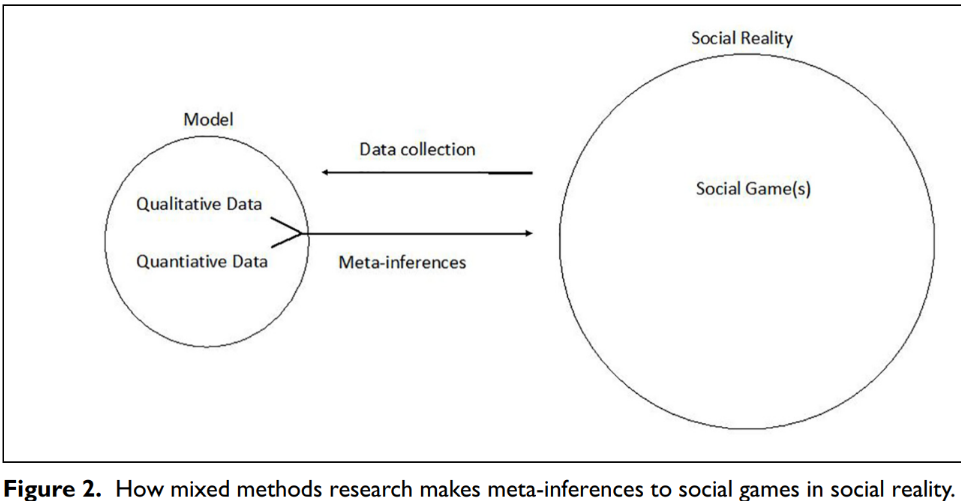 Social Reality
Model
Data collection
Social Game(s)
Qualitative Data
Quantiative Data
Meta-inferences
Figure 2. How mixed methods research makes meta-inferences to social games in social reality.